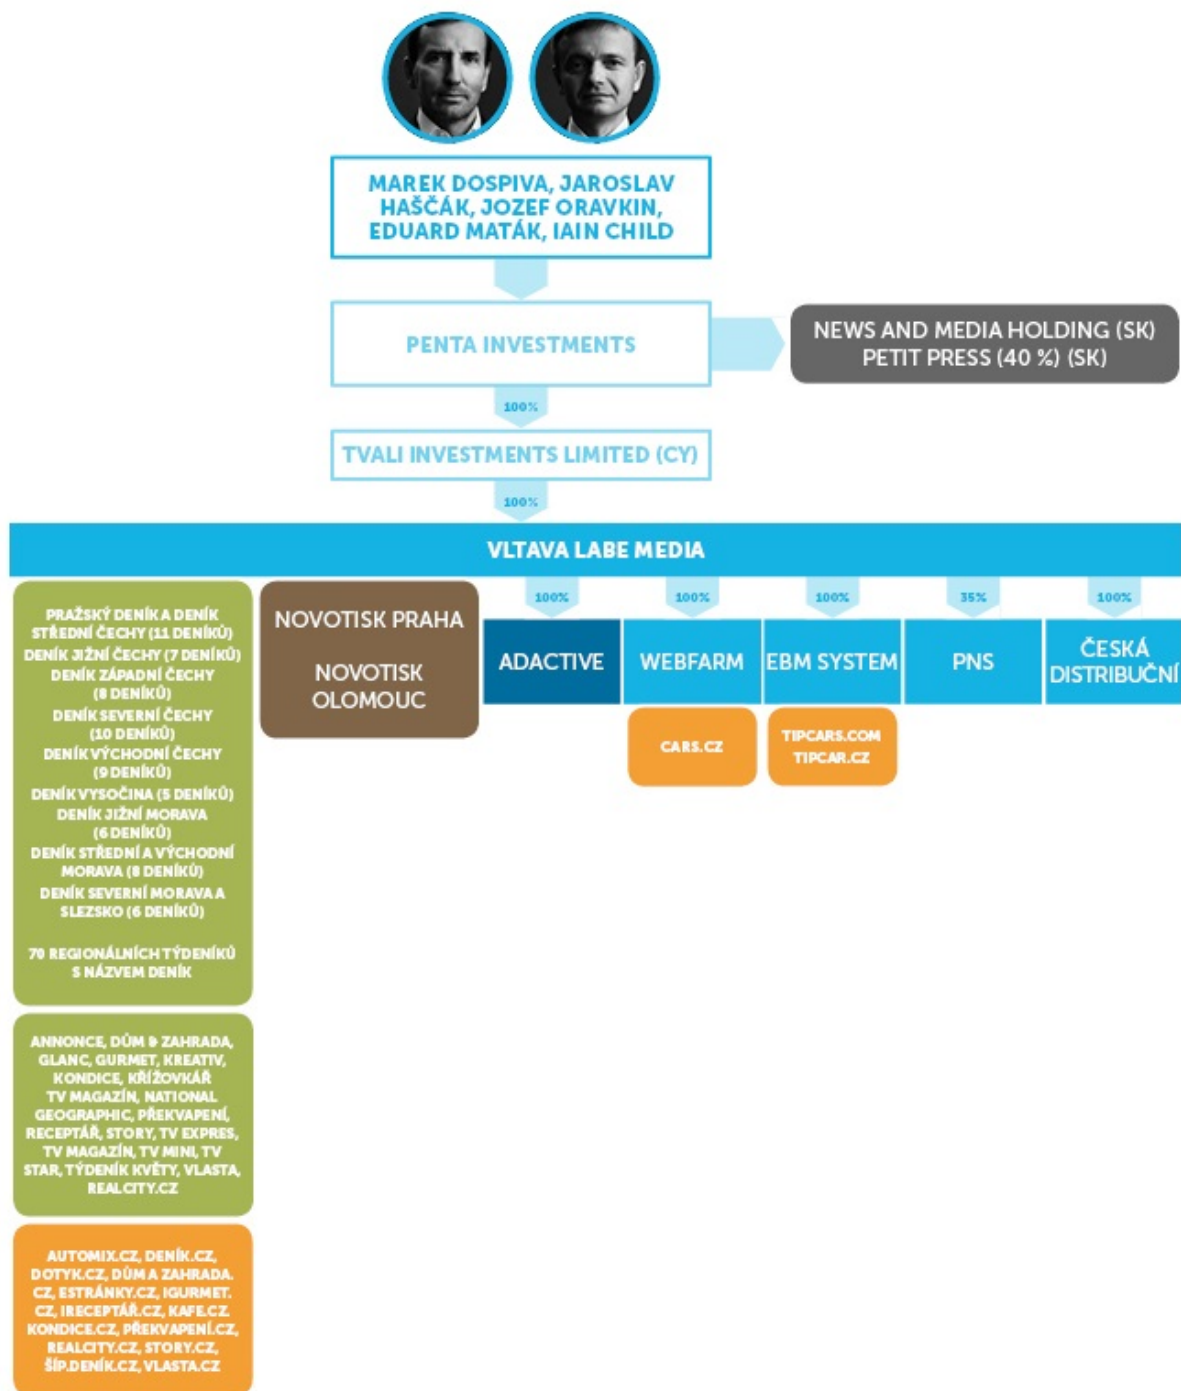 MAREK DOSPIVA, JAROSLAV
HAŠČÁK, JOZEF ORAVKIN,
EDUARD MATÁK, IAIN CHILD
PENTA INVESTMENTS
NEWS AND MEDIA HOLDING (SK)
PETIT PRESS (40 %) (SK)
100%
TVALI INVESTMENTS LIMITED (CY)
100%
VLTAVA LABE MEDIA
PRAŽSKÝ DENÍK A DENÍK
STŘEDNÍ ČECHY (11 DENÍKŮ)
DENÍK JIŽNÍ ČECHY (7 DENÍKŮ)
DENÍK ZÁPADNÍ ČECHY
(8 DENÍKŮ)
DENÍK SEVERNÍ ČECHY
(10 DENÍKŮ)
DENÍK VÝCHODNÍ ČECHY
(9 DENÍKŮ)
DENÍK VYSOČINA (5 DENÍKŮ)
DENÍK JIŽNÍ MORAVA
(6 DENÍKŮ)
DENÍK STŘEDNÍ A VÝCHODNÍ
MORAVA (8 DENÍKŮ)
DENÍK SEVERNÍ MORAVA A
SLEZSKO (6 DENÍKŮ)
70 REGIONÁLNÍCH TÝDENÍKŮ
S NÁZVEM DENÍK
NOVOTISK PRAHA
NOVOTISK
OLOMOUC
100%
ADACTIVE
100%
WEBFARM
CARS.CZ
100%
EBM SYSTEM
TIPCARS.COM
TIPCAR.CZ
35%
PNS
100%
ČESKÁ
DISTRIBUČNÍ
ANNONCE, DŮM & ZAHRADA,
GLANC, GURMET, KREATIV,
KONDICE, KŘÍŽOVKÁŘ
TV MAGAZÍN, NATIONAL
GEOGRAPHIC, PŘEKVAPENÍ,
RECEPTÁŘ, STORY, TV EXPRES,
TV MAGAZÍN, TV MINI, TV
STAR, TÝDENÍK KVĚTY, VLASTA,
REALCITY.CZ
AUTOMIX.CZ, DENÍK.CZ,
DOTYK.CZ, DŮM A ZAHRADA.
CZ, ESTRÁNKY.CZ, IGURMET.
CZ, IRECEPTÁŘ.CZ, KAFE.CZ
KONDICE.CZ, PŘEKVAPENÍ.CZ,
REALCITY.CZ, STORY.CZ,
ŠÍP.DENÍK.CZ, VLASTA.CZ